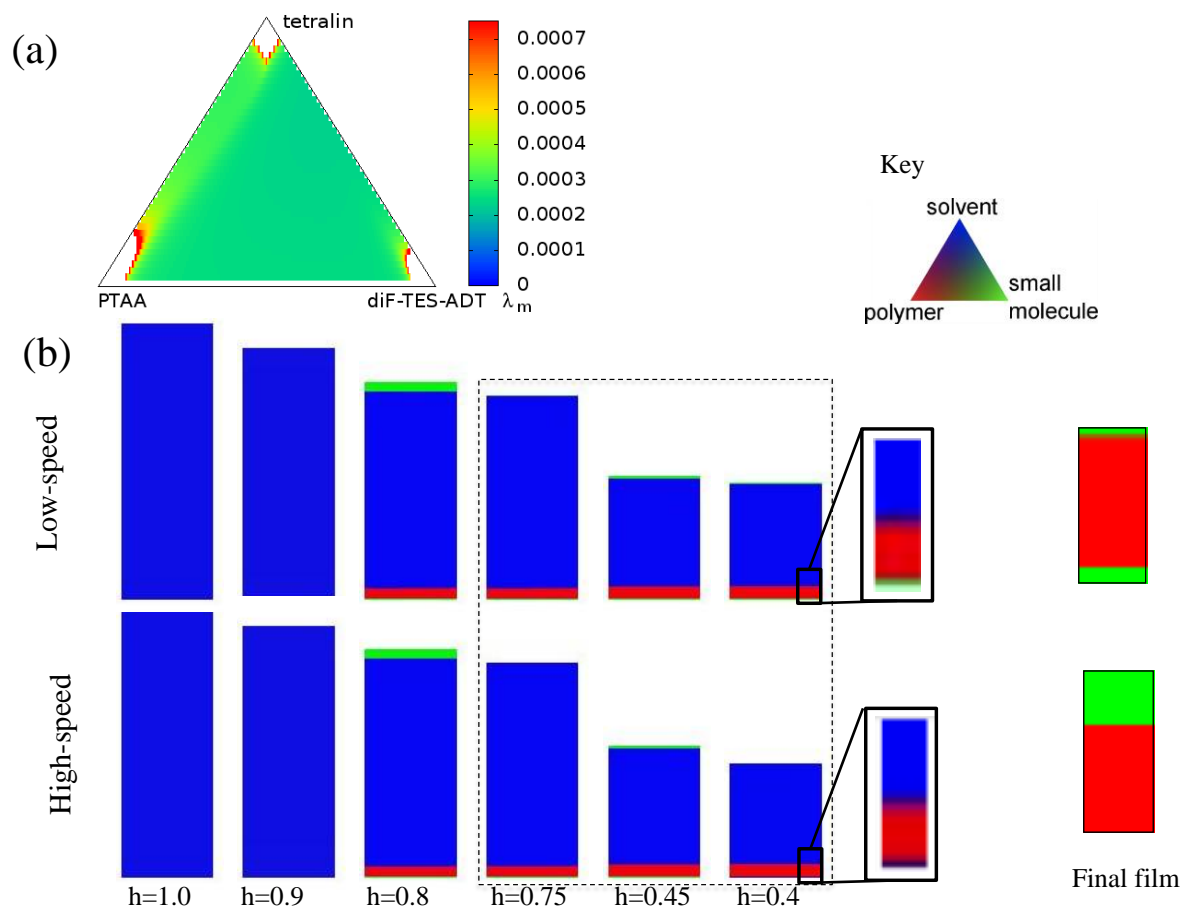 (a)
tetralin
0.0007
0.0006
0.0005
0.0004
0.0003
0.0002
0.0001
0
PTAA
diF-TES-ADT
λm
Key
solvent
polymer
small
molecule
(b)
Low-speed
High-speed
h=1.0
h=0.9
h=0.8
h=0.75
h=0.45
h=0.4
Final film